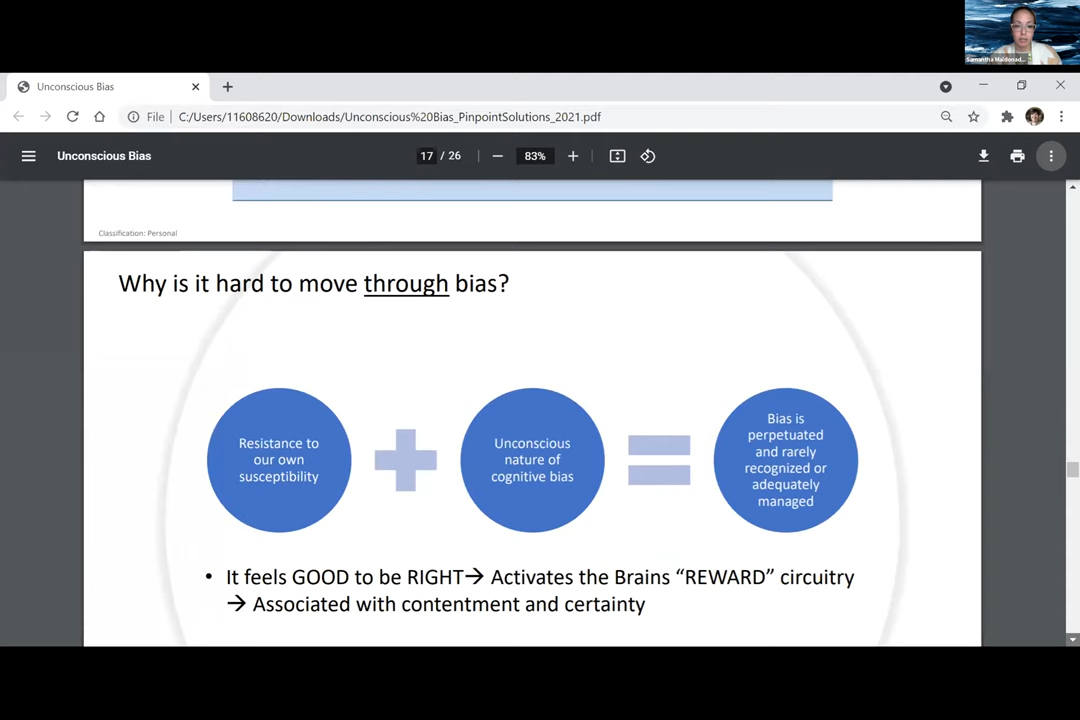 Samantha Maldonad...
Unconscious Bias
File
C:/Users/11608620/Downloads/Unconscious%20Bias_PinpointSolutions_2021.pdf
Unconscious Bias
17 / 26
83%
Classification: Personal
Why is it hard to move through bias?
Resistance to
our own
susceptibility
Unconscious
nature of
cognitive bias
Bias is
perpetuated
and rarely
recognized or
adequately
managed
• It feels GOOD to be RIGHT→ Activates the Brains “REWARD” circuitry
→ Associated with contentment and certainty